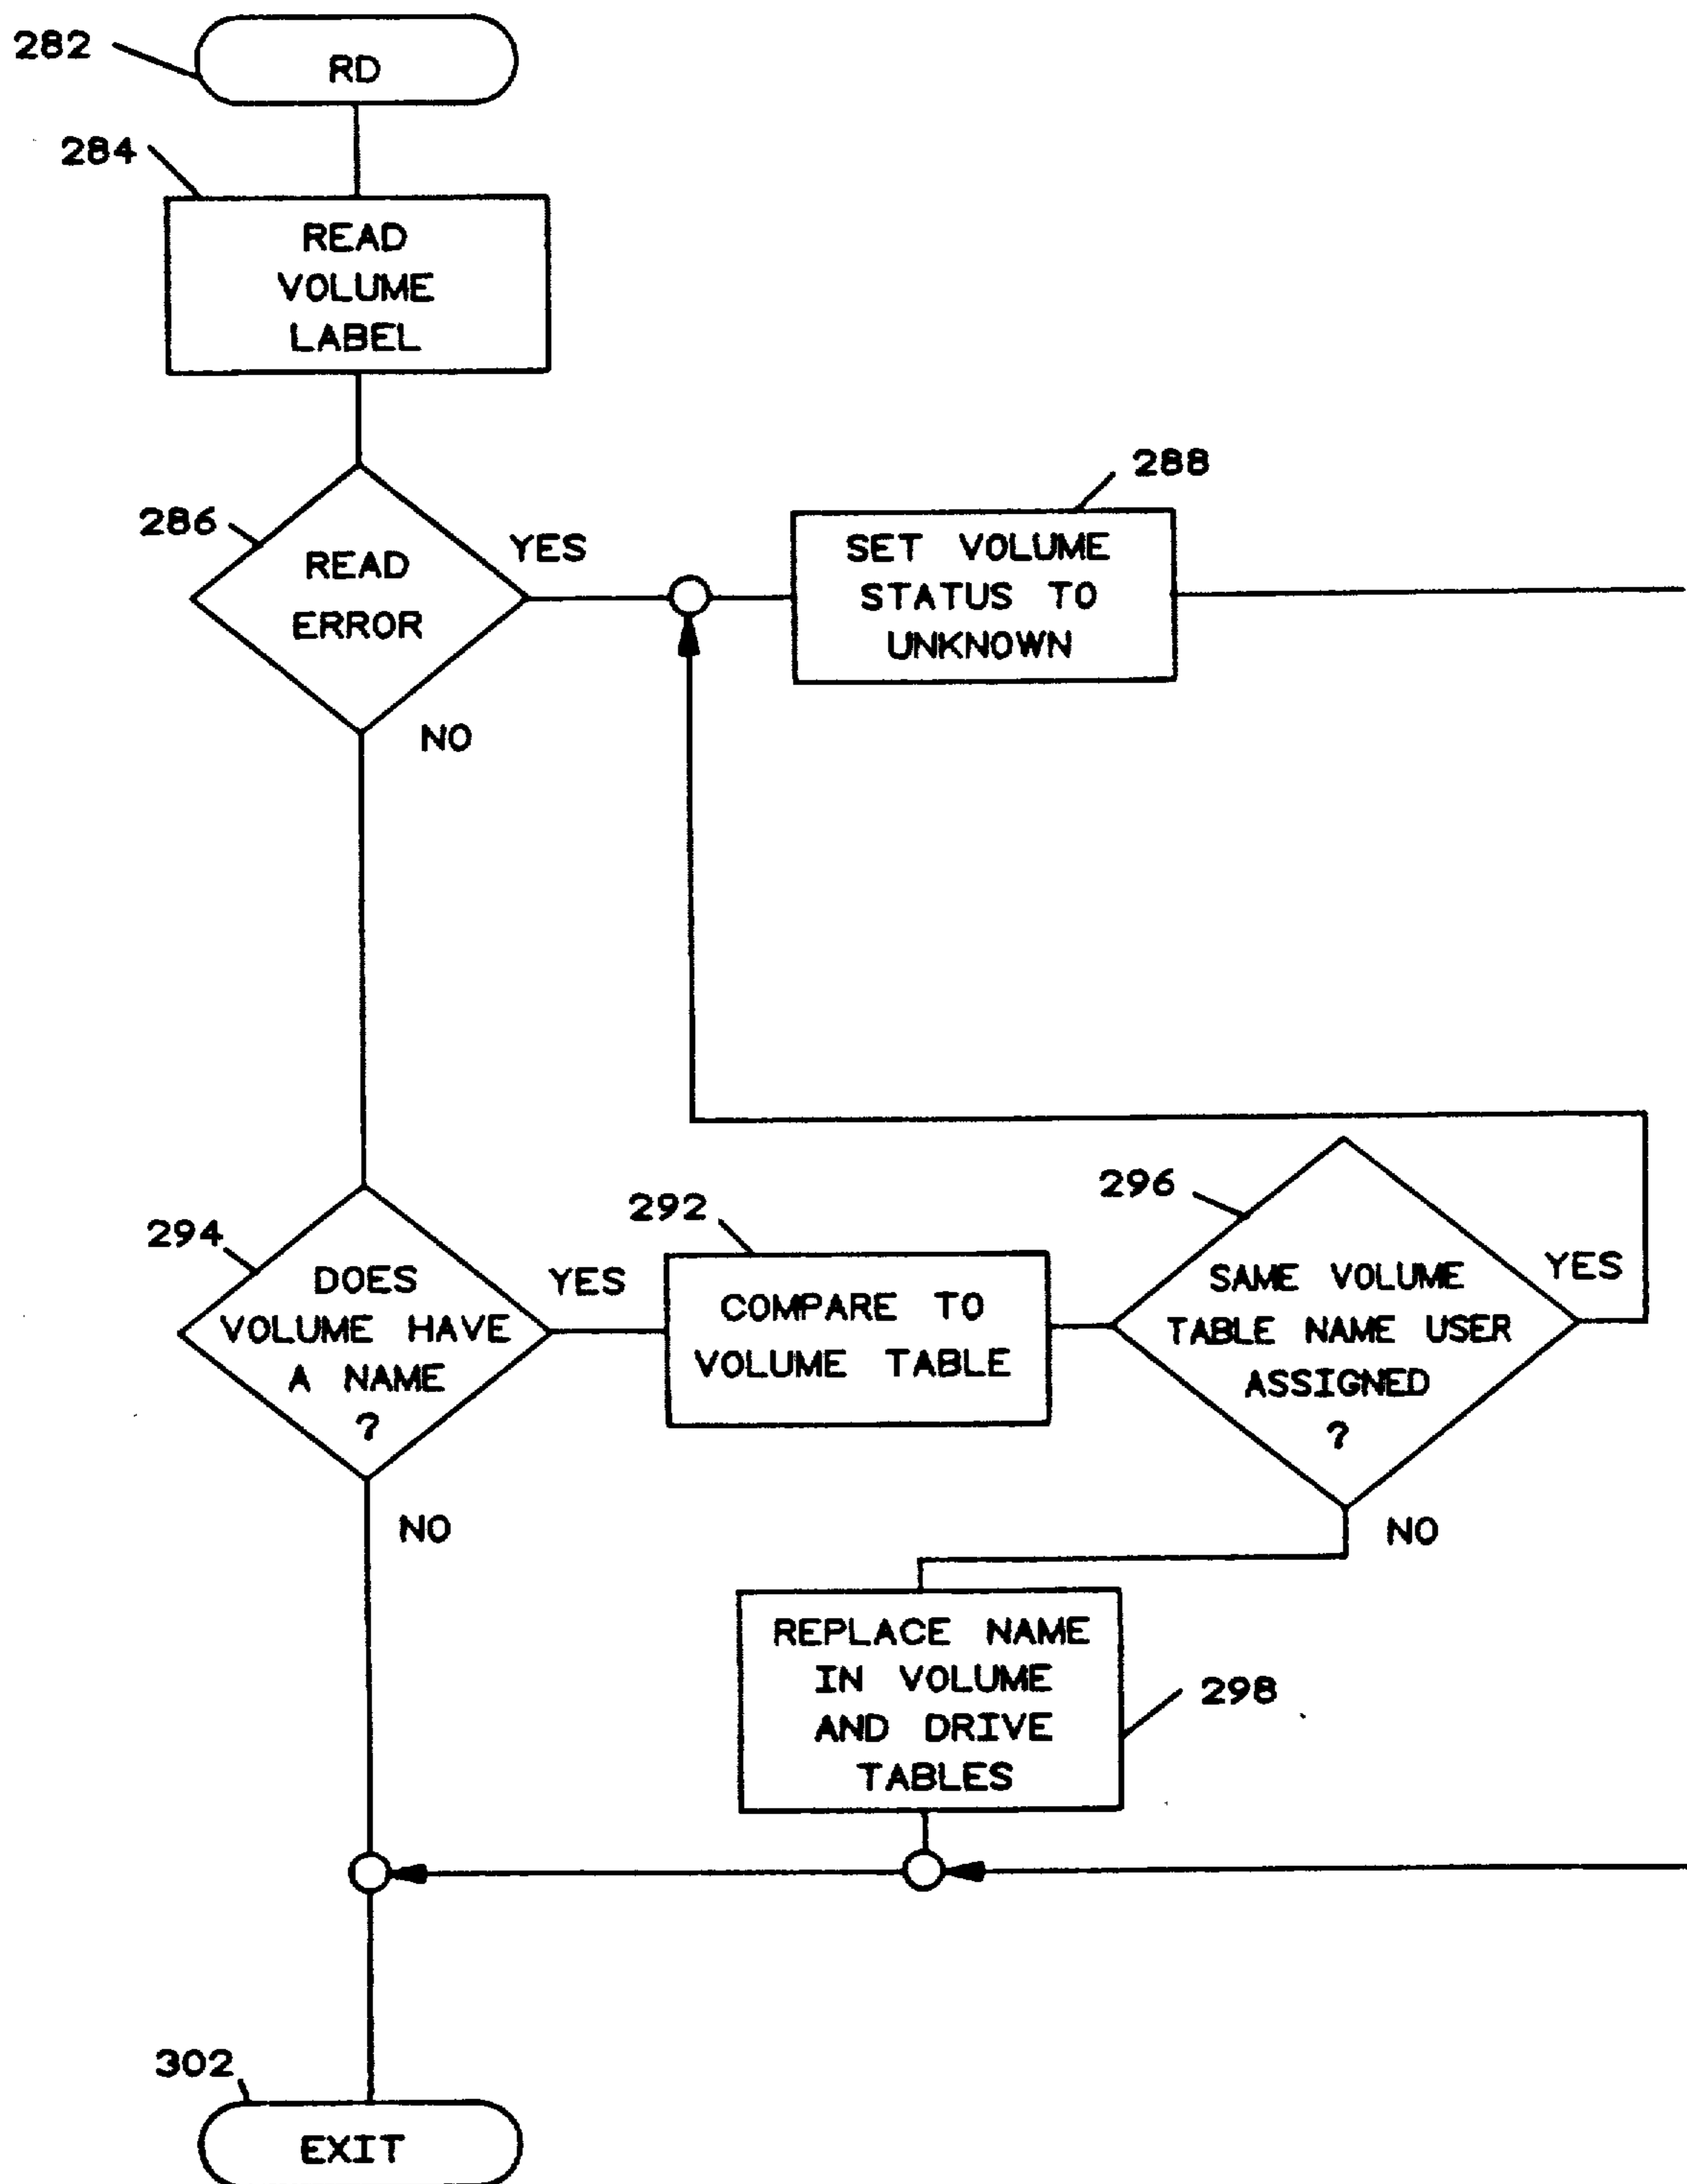 282
RD
284
READ
VOLUME
LABEL
286
READ
ERROR
YES
NO
288
SET VOLUME
STATUS TO
UNKNOWN
294
DOES
VOLUME HAVE
A NAME
?
YES
NO
292
COMPARE TO
VOLUME TABLE
296
SAME VOLUME
TABLE NAME USER
ASSIGNED
?
YES
NO
REPLACE NAME
IN VOLUME
AND DRIVE
TABLES
298
302
EXIT